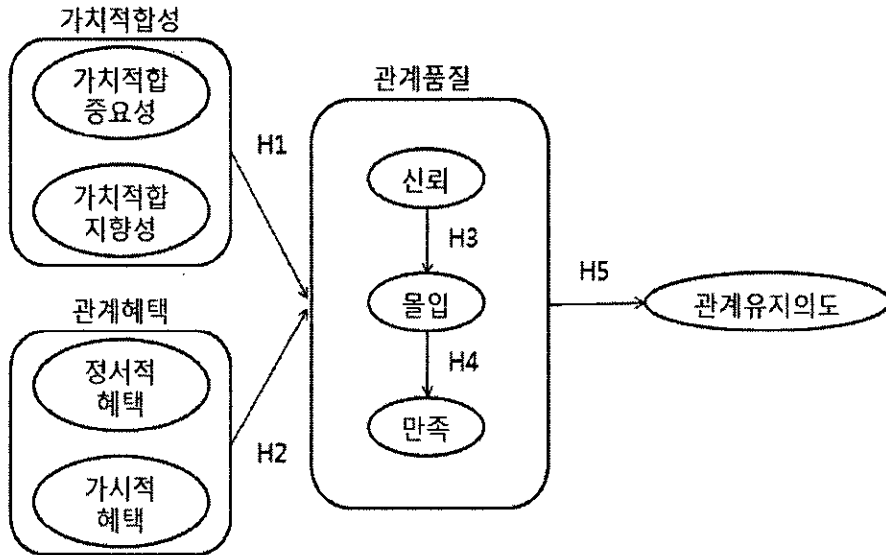 가치적합성
가치적합
중요성
가치적합
지향성
H1
관계혜택
정서적
혜택
가시적
혜택
H2
관계품질
신뢰
H3
몰입
H4
만족
H5
관계유지의도